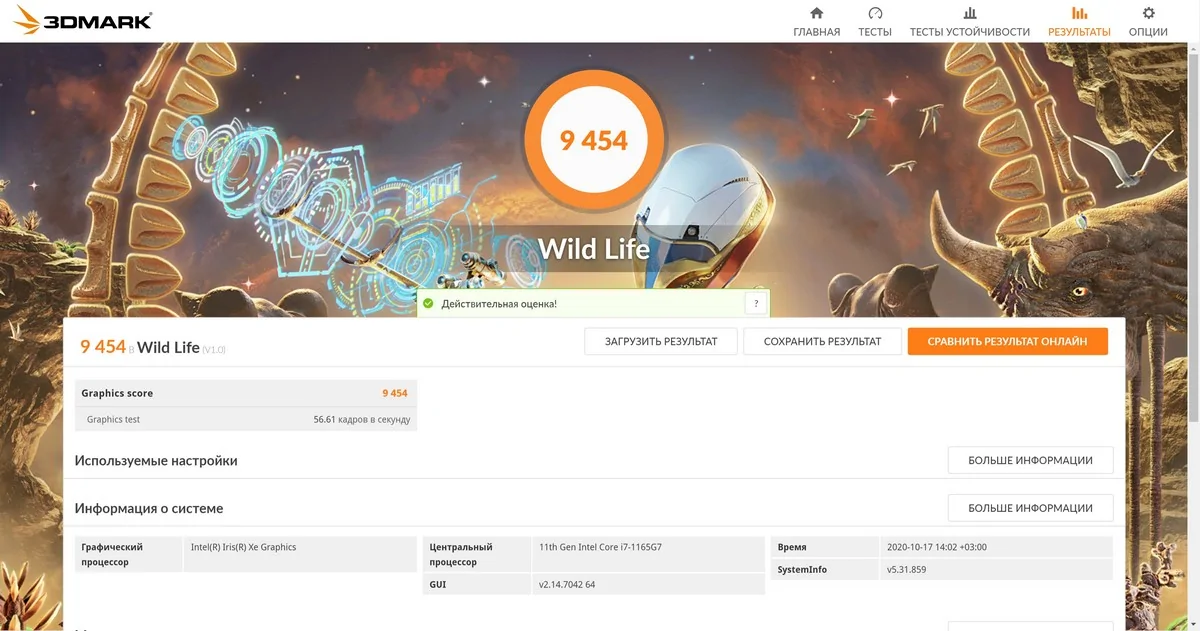 3DMARK
ГЛАВНАЯ
ТЕСТЫ
ТЕСТЫ УСТОЙЧИВОСТИ
РЕЗУЛЬТАТЫ
ОПЦИИ
9 454
Wild Life
Действительная оценка!
?
9 454 В Wild Life (V1.0)
ЗАГРУЗИТЬ РЕЗУЛЬТАТ
СОХРАНИТЬ РЕЗУЛЬТАТ
СРАВНИТЬ РЕЗУЛЬТАТ ОНЛАЙН
Graphics score 9 454
Graphics test 56.61 кадров в секунду
Используемые настройки
БОЛЬШЕ ИНФОРМАЦИИ
Информация о системе
БОЛЬШЕ ИНФОРМАЦИИ
Графический
процессор
Intel(R) Iris(R) Xe Graphics
Центральный
процессор
11th Gen Intel Core i7-1165G7
GUI v2.14.7042 64
Время 2020-10-17 14:02 +03:00
SystemInfo v5.31.859